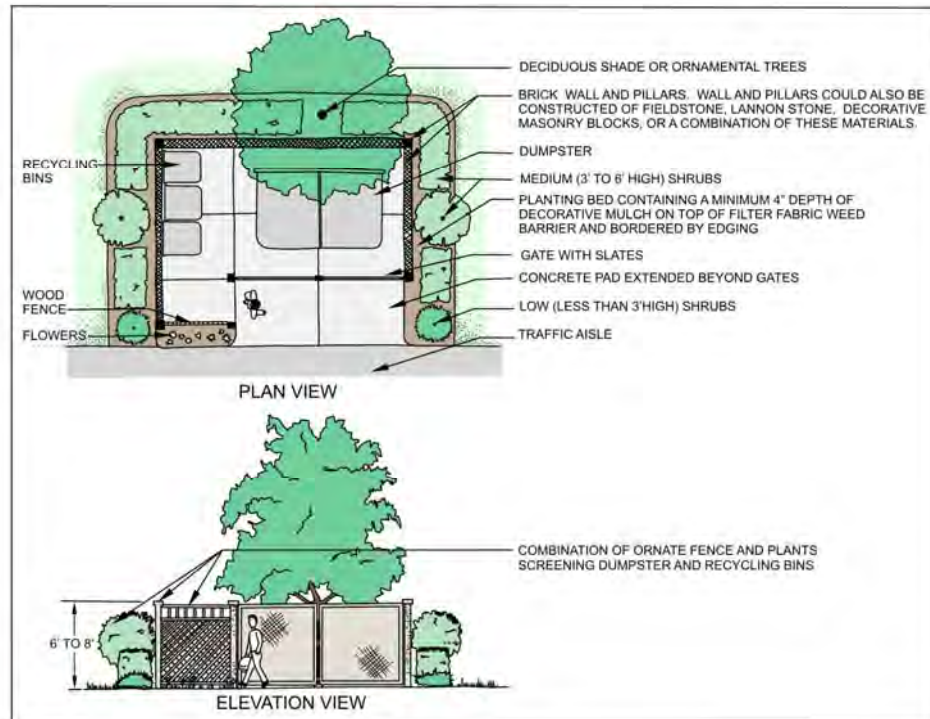 DECIDUOUS SHADE OR ORNAMENTAL TREES
BRICK WALL AND PILLARS. WALL AND PILLARS COULD ALSO BE
CONSTRUCTED OF FIELDSTONE, LANNON STONE, DECORATIVE
MASONRY BLOCKS, OR A COMBINATION OF THESE MATERIALS.
DUMPSTER
RECYCLING
BINS
MEDIUM (3' TO 6' HIGH) SHRUBS
PLANTING BED CONTAINING A MINIMUM 4" DEPTH OF
DECORATIVE MULCH ON TOP OF FILTER FABRIC WEED
BARRIER AND BORDERED BY EDGING
GATE WITH SLATES
CONCRETE PAD EXTENDED BEYOND GATES
WOOD
FENCE
LOW (LESS THAN 3'HIGH) SHRUBS
FLOWERS
TRAFFIC AISLE
PLAN VIEW
COMBINATION OF ORNATE FENCE AND PLANTS
SCREENING DUMPSTER AND RECYCLING BINS
6' TO 8'
ELEVATION VIEW